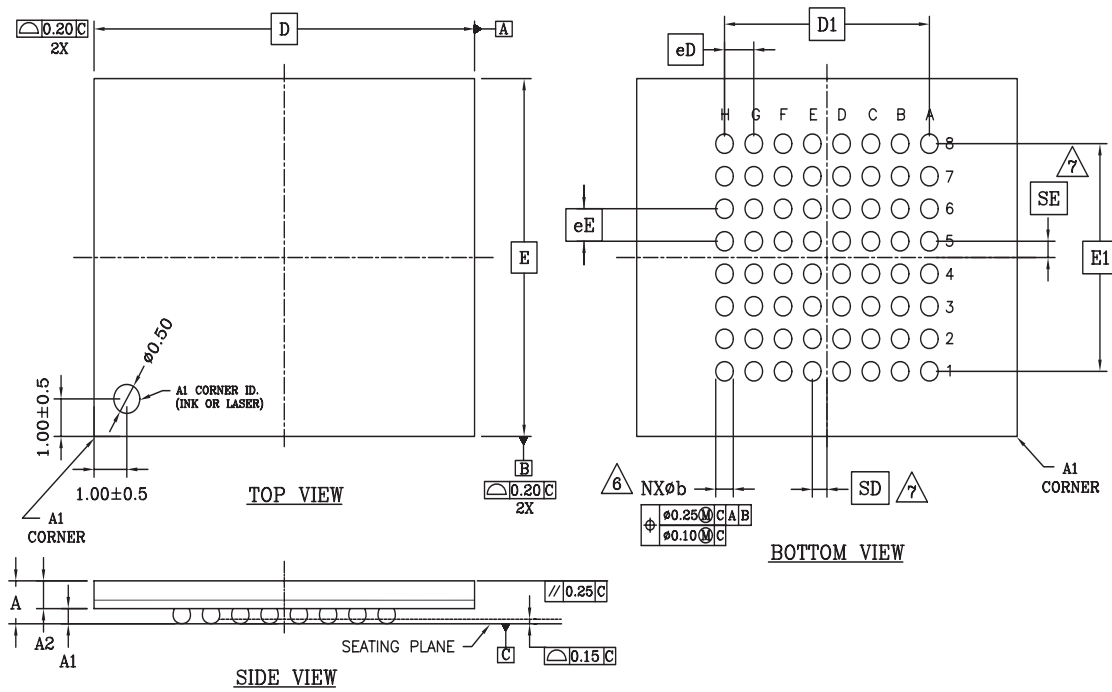 ⌓ 0.20 C
2X
D
A
E
ø0.50
A1 CORNER ID.
(INK OR LASER)
1.00±0.5
1.00±0.5
B
⌓ 0.20 C
2X
A1
CORNER
TOP VIEW
D1
eD
H G F E D C B A
8
7
6
5
4
3
2
1
7
SE
eE
E1
6
NXøb
SD
7
⌖ ø0.25 Ⓜ C A B
ø0.10 Ⓜ C
A1
CORNER
BOTTOM VIEW
A
A2
A1
// 0.25 C
SEATING PLANE
C
⌓ 0.15 C
SIDE VIEW